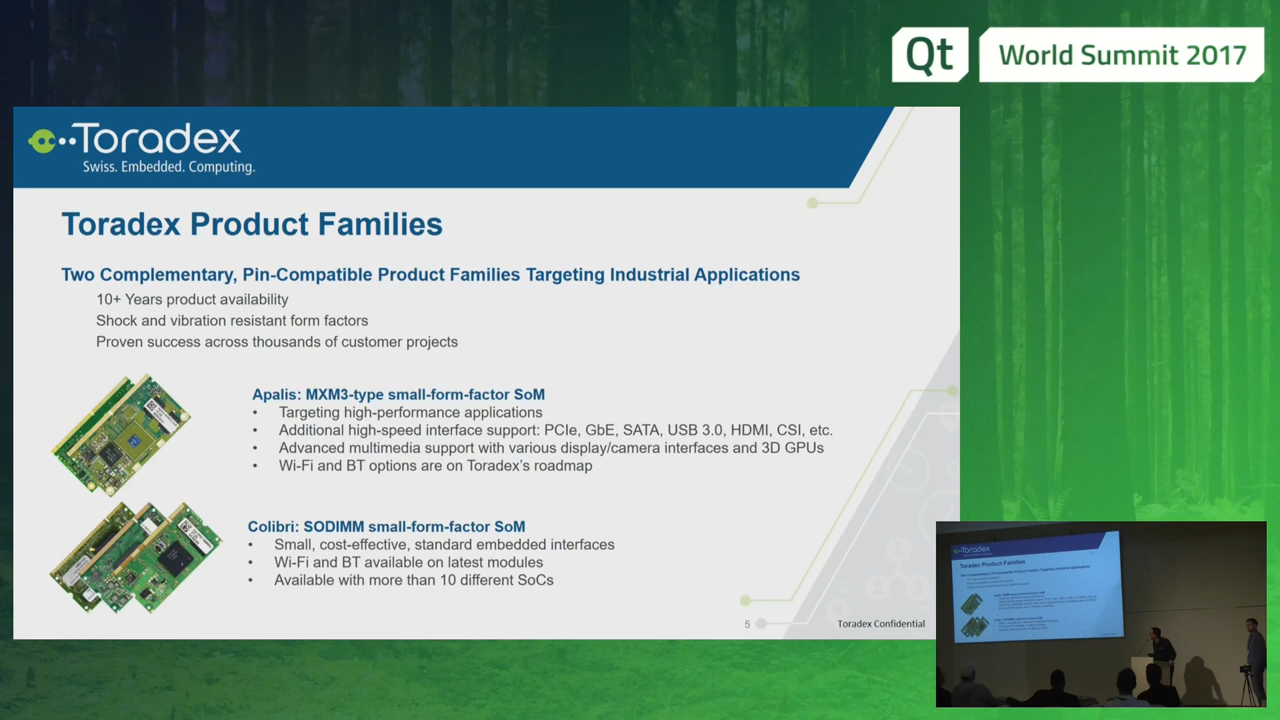 Qt World Summit 2017
Toradex
Swiss. Embedded. Computing.
Toradex Product Families
Two Complementary, Pin-Compatible Product Families Targeting Industrial Applications
10+ Years product availability
Shock and vibration resistant form factors
Proven success across thousands of customer projects
Apalis: MXM3-type small-form-factor SoM
• Targeting high-performance applications
• Additional high-speed interface support: PCIe, GbE, SATA, USB 3.0, HDMI, CSI, etc.
• Advanced multimedia support with various display/camera interfaces and 3D GPUs
• Wi-Fi and BT options are on Toradex's roadmap
Colibri: SODIMM small-form-factor SoM
• Small, cost-effective, standard embedded interfaces
• Wi-Fi and BT available on latest modules
• Available with more than 10 different SoCs
5
Toradex Confidential
Toradex
Toradex Product Families